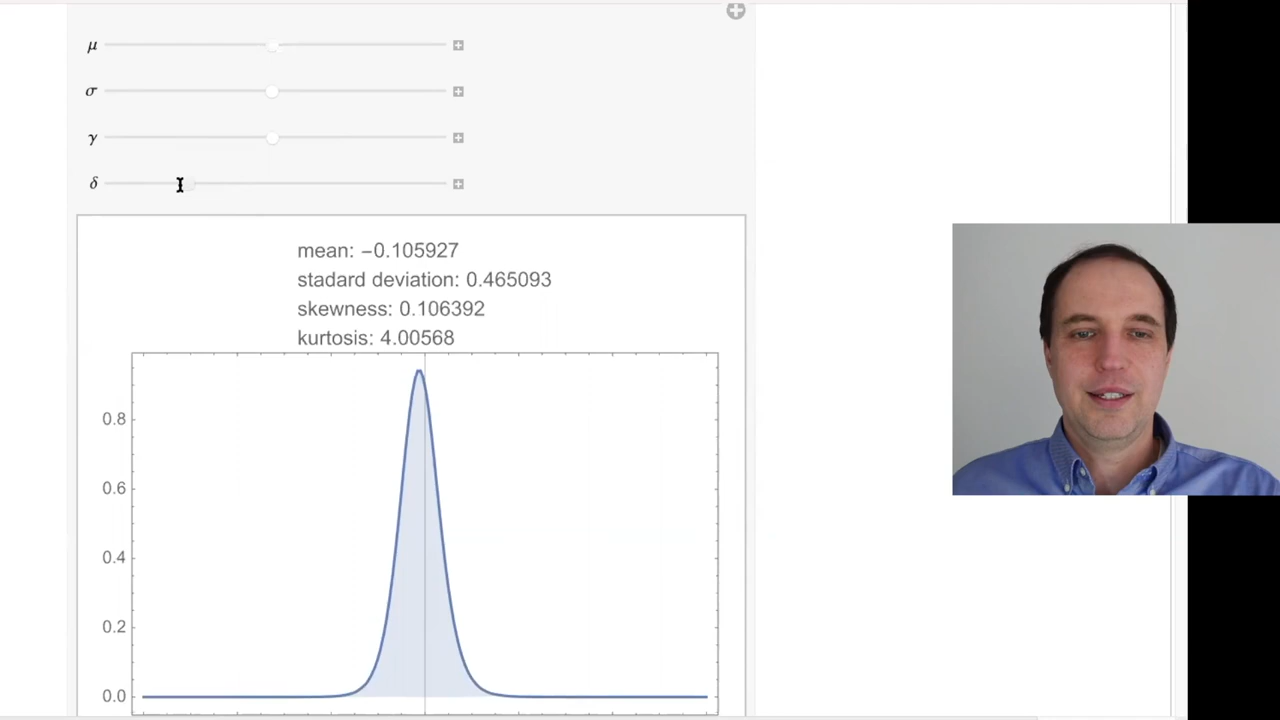 μ
σ
γ
δ
mean: −0.105927
stadard deviation: 0.465093
skewness: 0.106392
kurtosis: 4.00568
0.8
0.6
0.4
0.2
0.0